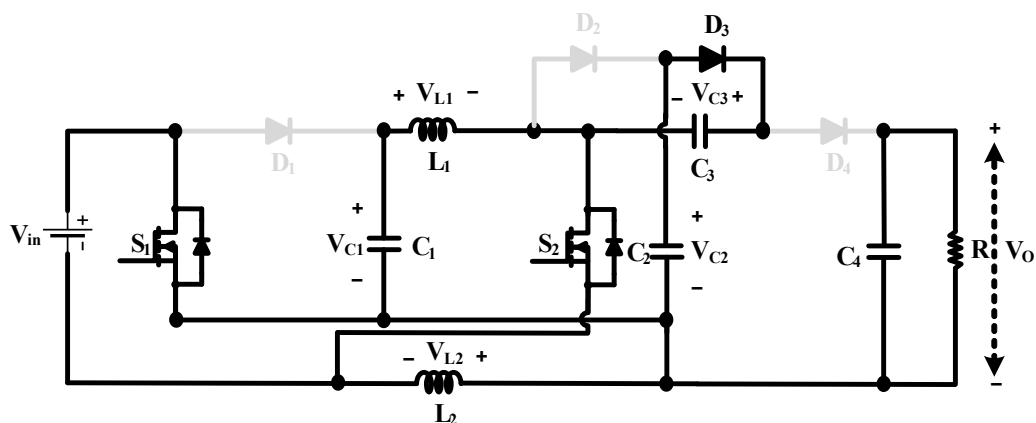 D2
D3
+ VL1 −
− VC3 +
D1
L1
C3
D4
+
Vin
+
-
S1
+
VC1
−
C1
S2
C2
+
VC2
−
C4
R
VO
− VL2 +
L2
−